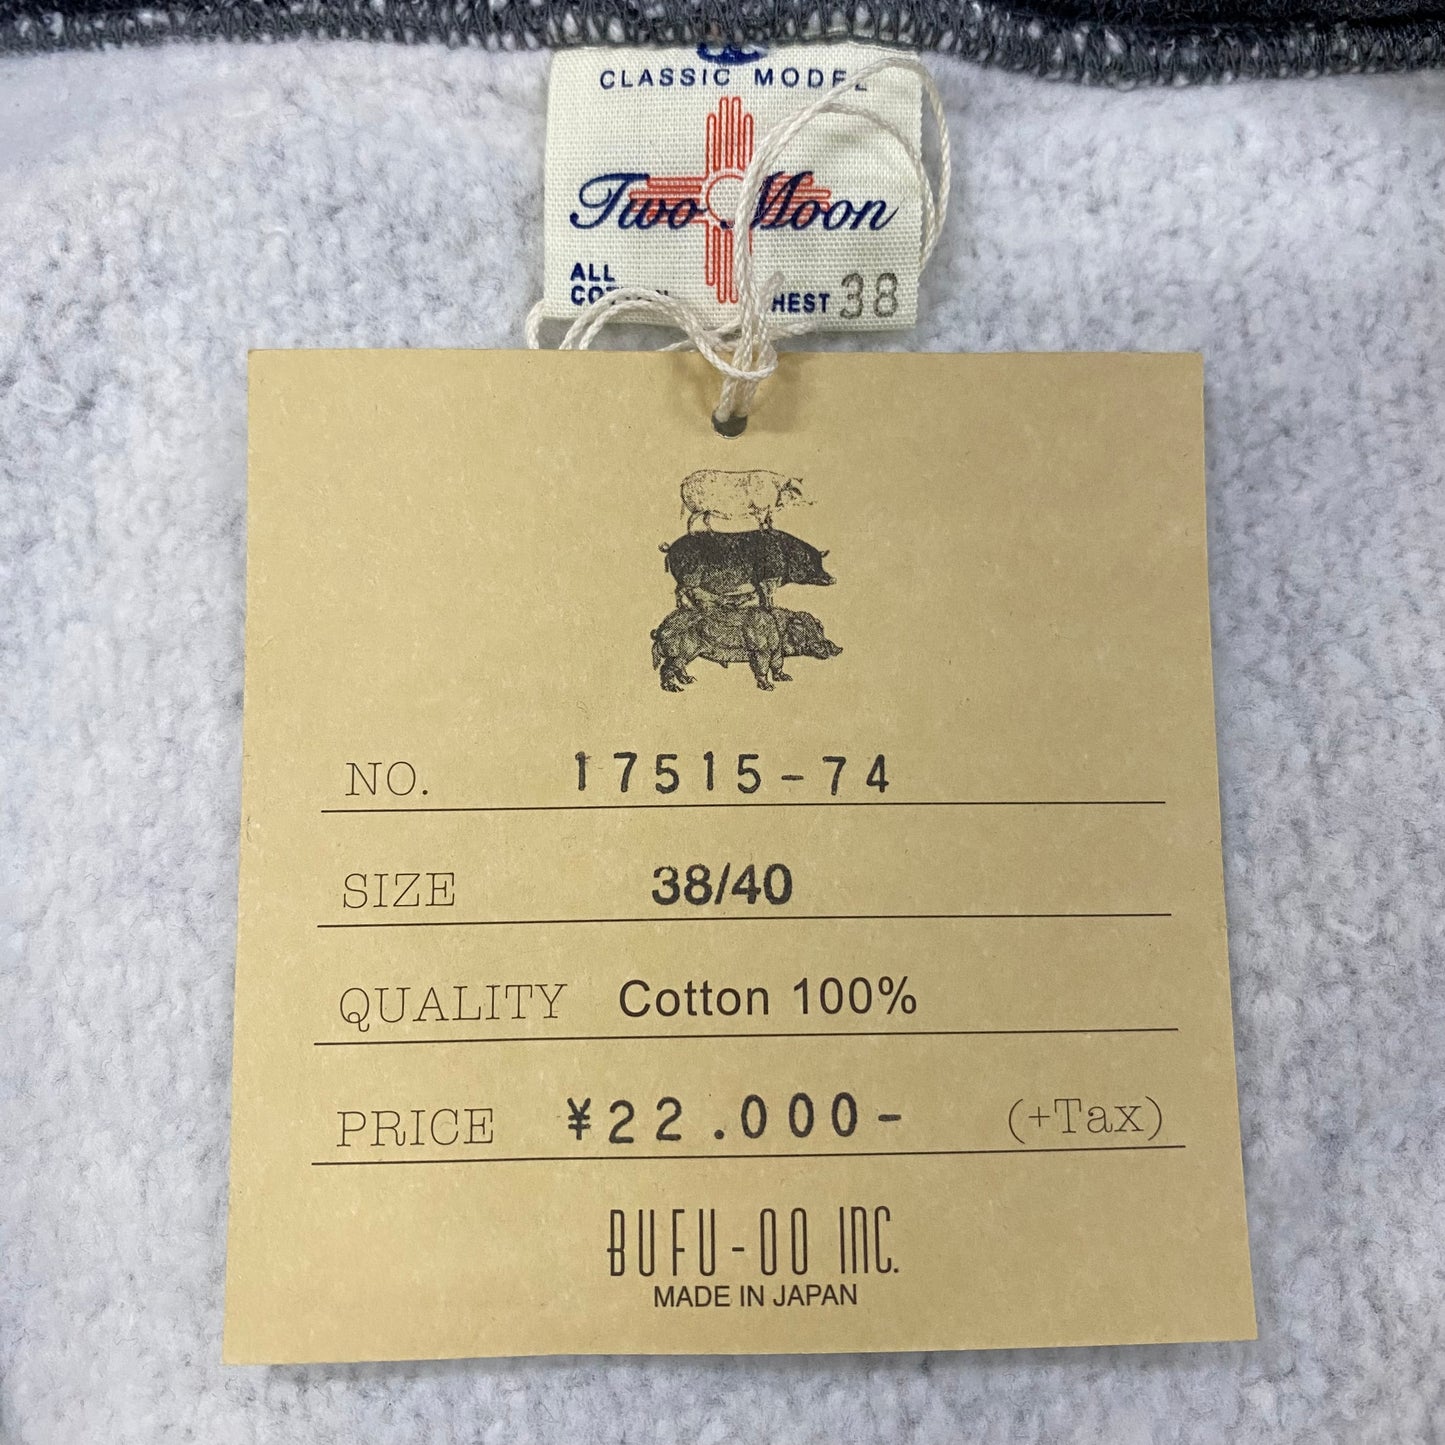 CLASSIC MODEL
Two Moon
ALL
HEST 38
NO. 17515-74
SIZE 38/40
QUALITY Cotton 100%
PRICE ¥22.000- (+Tax)
BUFU-OO INC.
MADE IN JAPAN